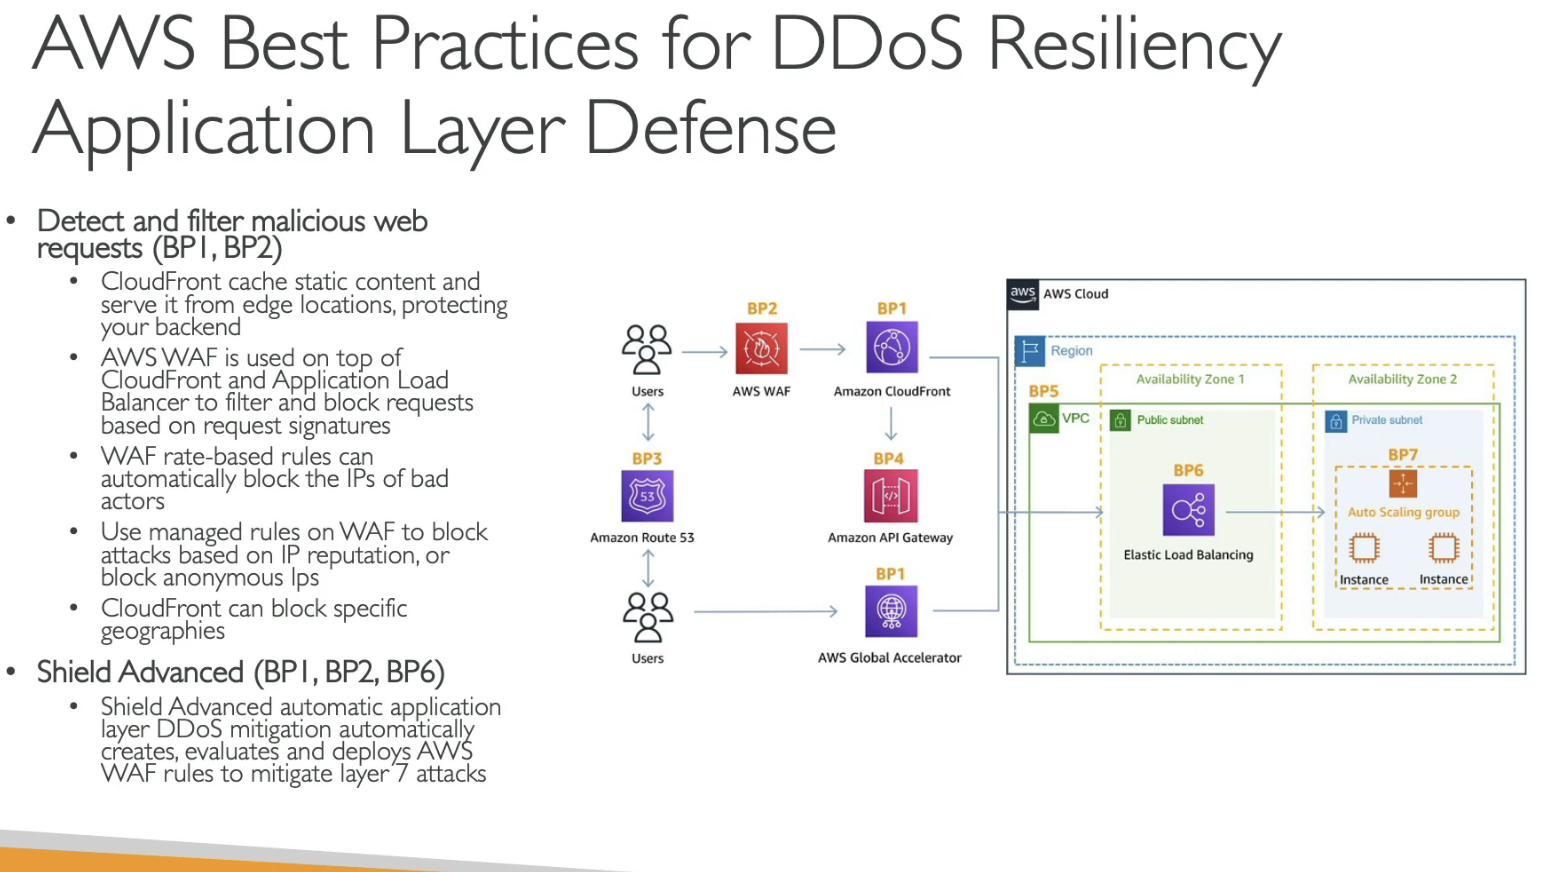 AWS Best Practices for DDoS Resiliency
Application Layer Defense
• Detect and filter malicious web
requests (BP1, BP2)
• CloudFront cache static content and
serve it from edge locations, protecting
your backend
• AWS WAF is used on top of
CloudFront and Application Load
Balancer to filter and block requests
based on request signatures
• WAF rate-based rules can
automatically block the IPs of bad
actors
• Use managed rules on WAF to block
attacks based on IP reputation, or
block anonymous Ips
• CloudFront can block specific
geographies
• Shield Advanced (BP1, BP2, BP6)
• Shield Advanced automatic application
layer DDoS mitigation automatically
creates, evaluates and deploys AWS
WAF rules to mitigate layer 7 attacks
Users
BP2
AWS WAF
BP1
Amazon CloudFront
BP3
53
Amazon Route 53
BP4
Amazon API Gateway
Users
BP1
AWS Global Accelerator
aws
AWS Cloud
Region
BP5
VPC
Availability Zone 1
Public subnet
BP6
Elastic Load Balancing
Availability Zone 2
Private subnet
BP7
Auto Scaling group
Instance
Instance